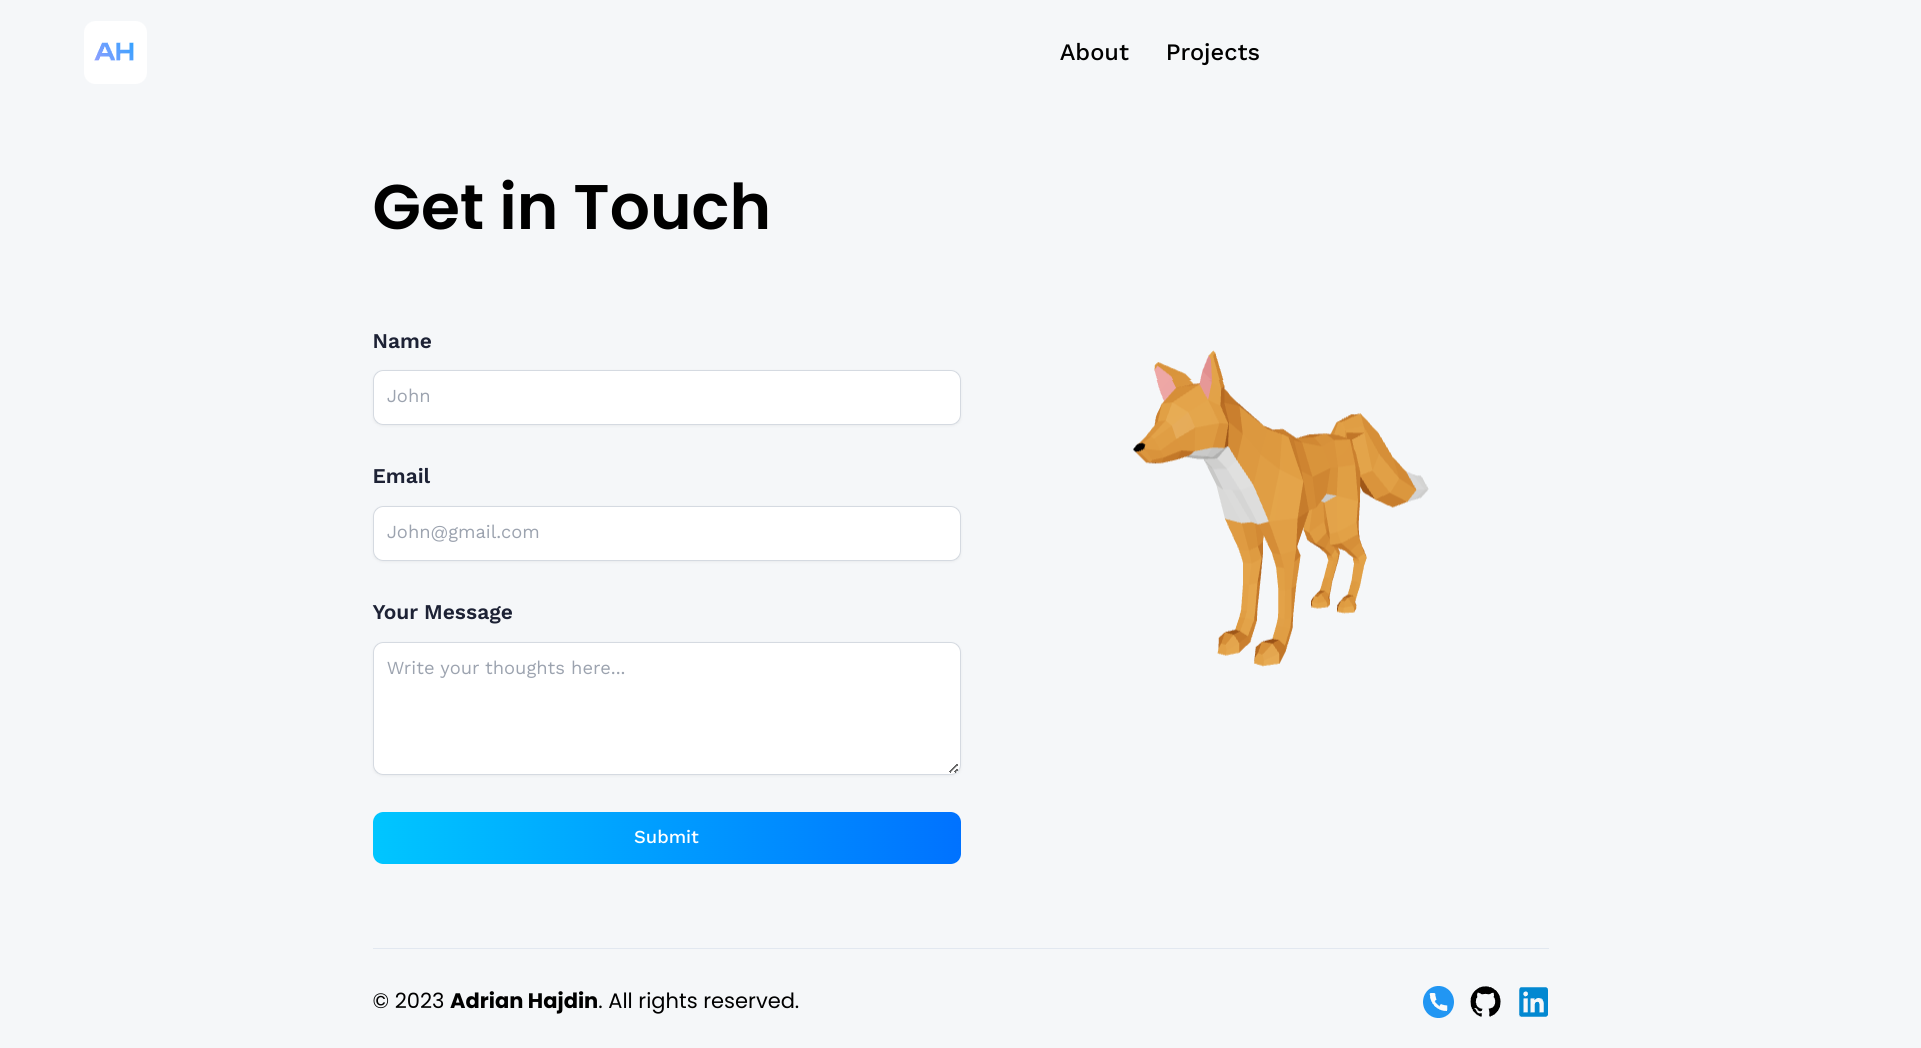 AH
About
Projects
Get in Touch
Name
John
Email
John@gmail.com
Your Message
Write your thoughts here...
Submit
© 2023 Adrian Hajdin. All rights reserved.
in